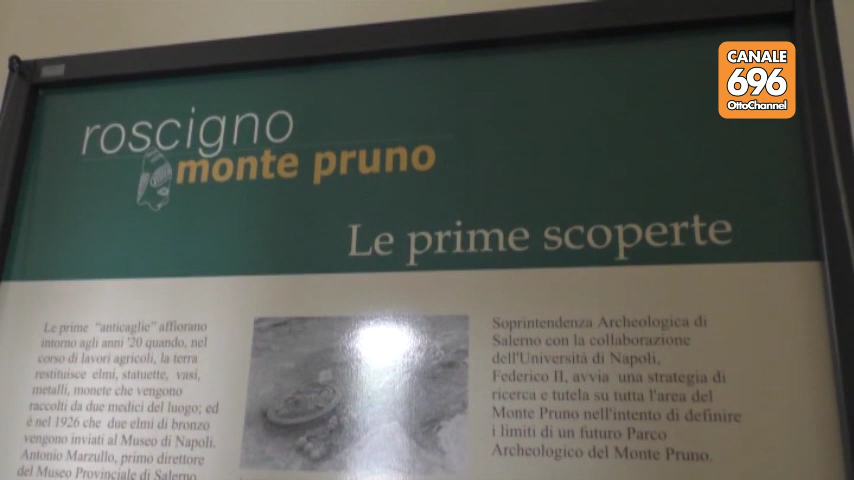 CANALE
696
OttoChannel
roscigno
monte pruno
Le prime scoperte
Le prime "anticaglie" affiorano
intorno agli anni '20 quando, nel
corso di lavori agricoli, la terra
restituisce elmi, statuette, vasi,
metalli, monete che vengono
raccolti da due medici del luogo; ed
è nel 1926 che due elmi di bronzo
vengono inviati al Museo di Napoli.
Antonio Marzullo, primo direttore
del Museo Provinciale di Salerno
Soprintendenza Archeologica di
Salerno con la collaborazione
dell'Università di Napoli,
Federico II, avvia una strategia di
ricerca e tutela su tutta l'area del
Monte Pruno nell'intento di definire
i limiti di un futuro Parco
Archeologico del Monte Pruno.